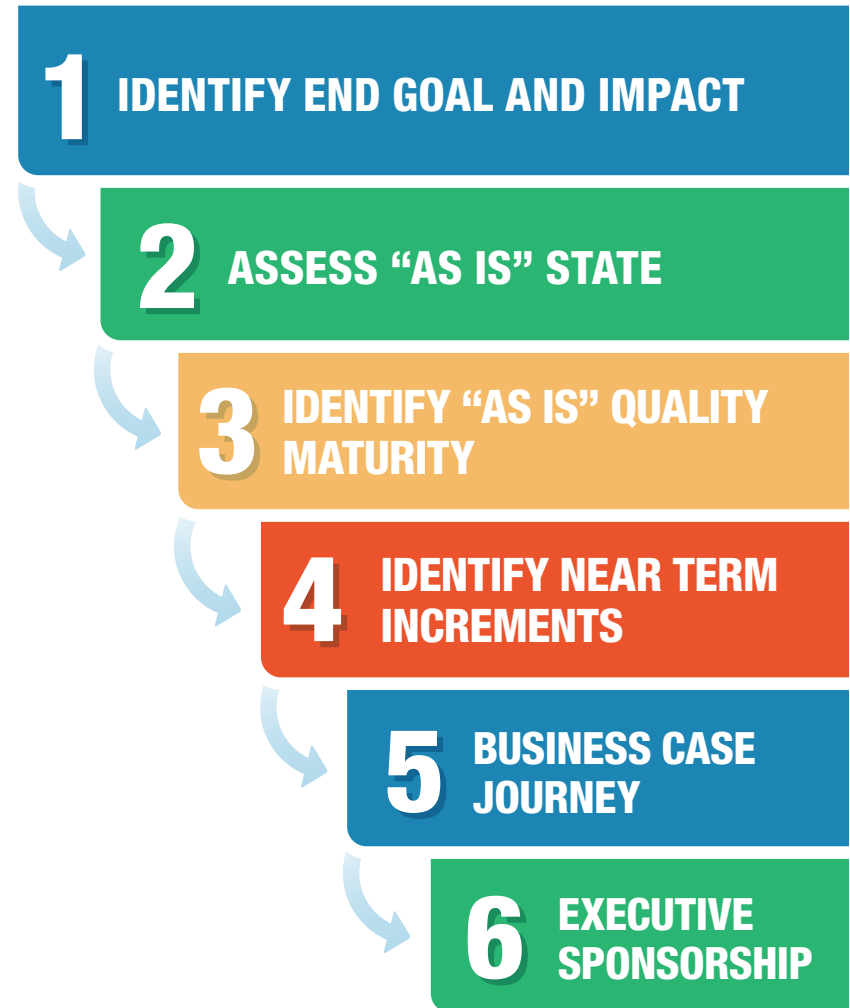 1 IDENTIFY END GOAL AND IMPACT
2 ASSESS “AS IS” STATE
3 IDENTIFY “AS IS” QUALITY
MATURITY
4 IDENTIFY NEAR TERM
INCREMENTS
5 BUSINESS CASE
JOURNEY
6 EXECUTIVE
SPONSORSHIP